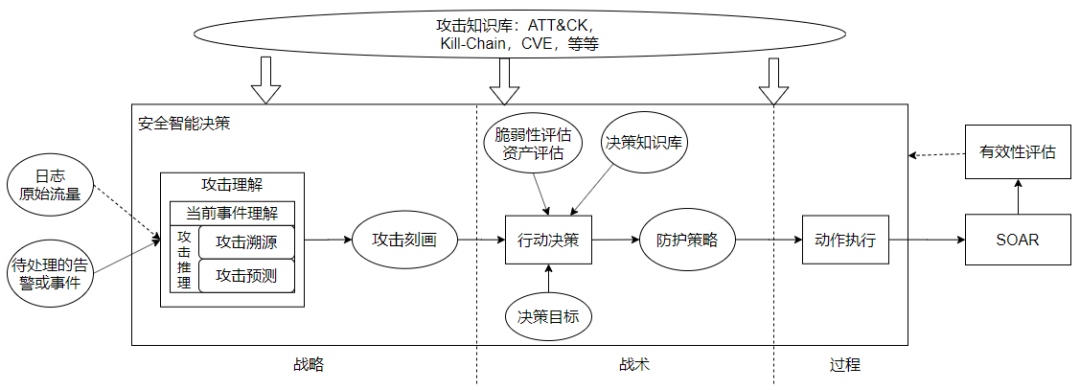 攻击知识库：ATT&CK，
Kill-Chain，CVE，等等
安全智能决策
日志
原始流量
待处理的告
警或事件
攻击理解
当前事件理解
攻击推理
攻击溯源
攻击预测
攻击刻画
脆弱性评估
资产评估
决策知识库
行动决策
决策目标
防护策略
动作执行
有效性评估
SOAR
战略
战术
过程